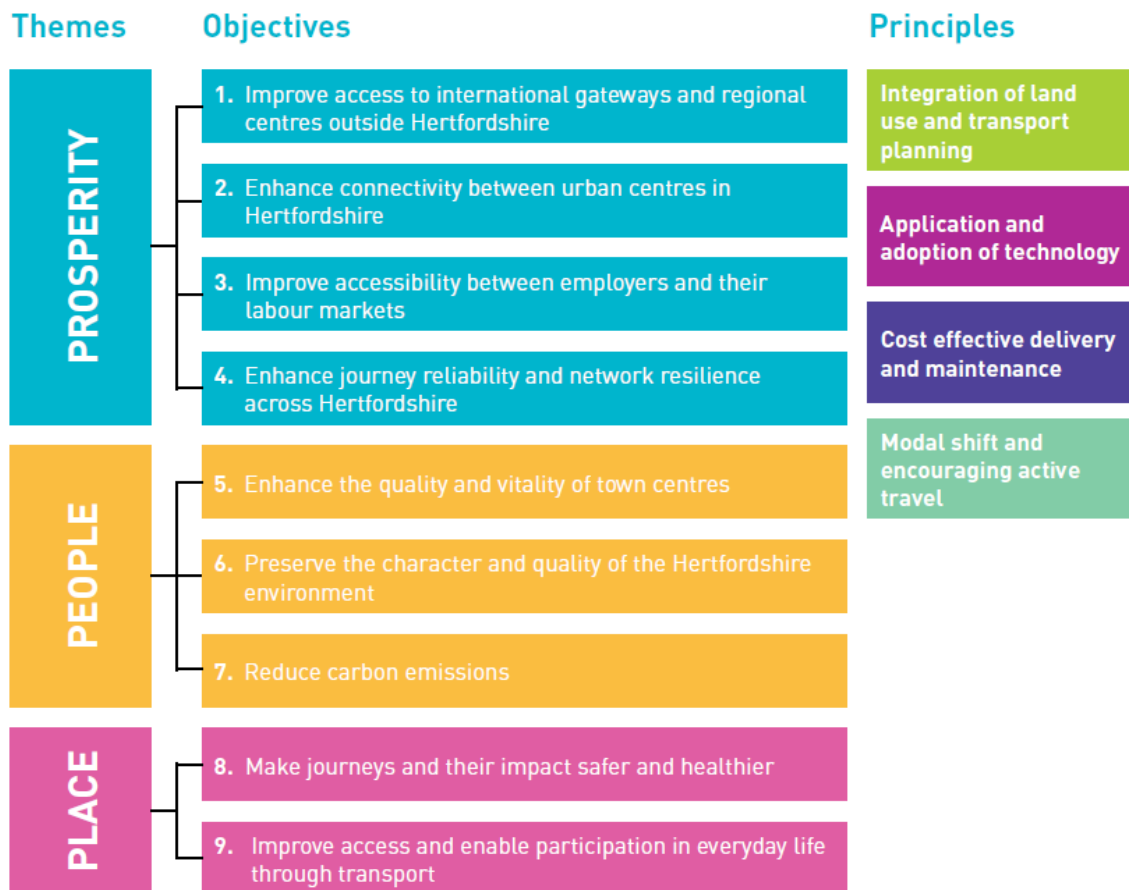 Themes
Objectives
Principles
PROSPERITY
1. Improve access to international gateways and regional
centres outside Hertfordshire
2. Enhance connectivity between urban centres in
Hertfordshire
3. Improve accessibility between employers and their
labour markets
4. Enhance journey reliability and network resilience
across Hertfordshire
PEOPLE
5. Enhance the quality and vitality of town centres
6. Preserve the character and quality of the Hertfordshire
environment
7. Reduce carbon emissions
PLACE
8. Make journeys and their impact safer and healthier
9. Improve access and enable participation in everyday life
through transport
Integration of land
use and transport
planning
Application and
adoption of technology
Cost effective delivery
and maintenance
Modal shift and
encouraging active
travel